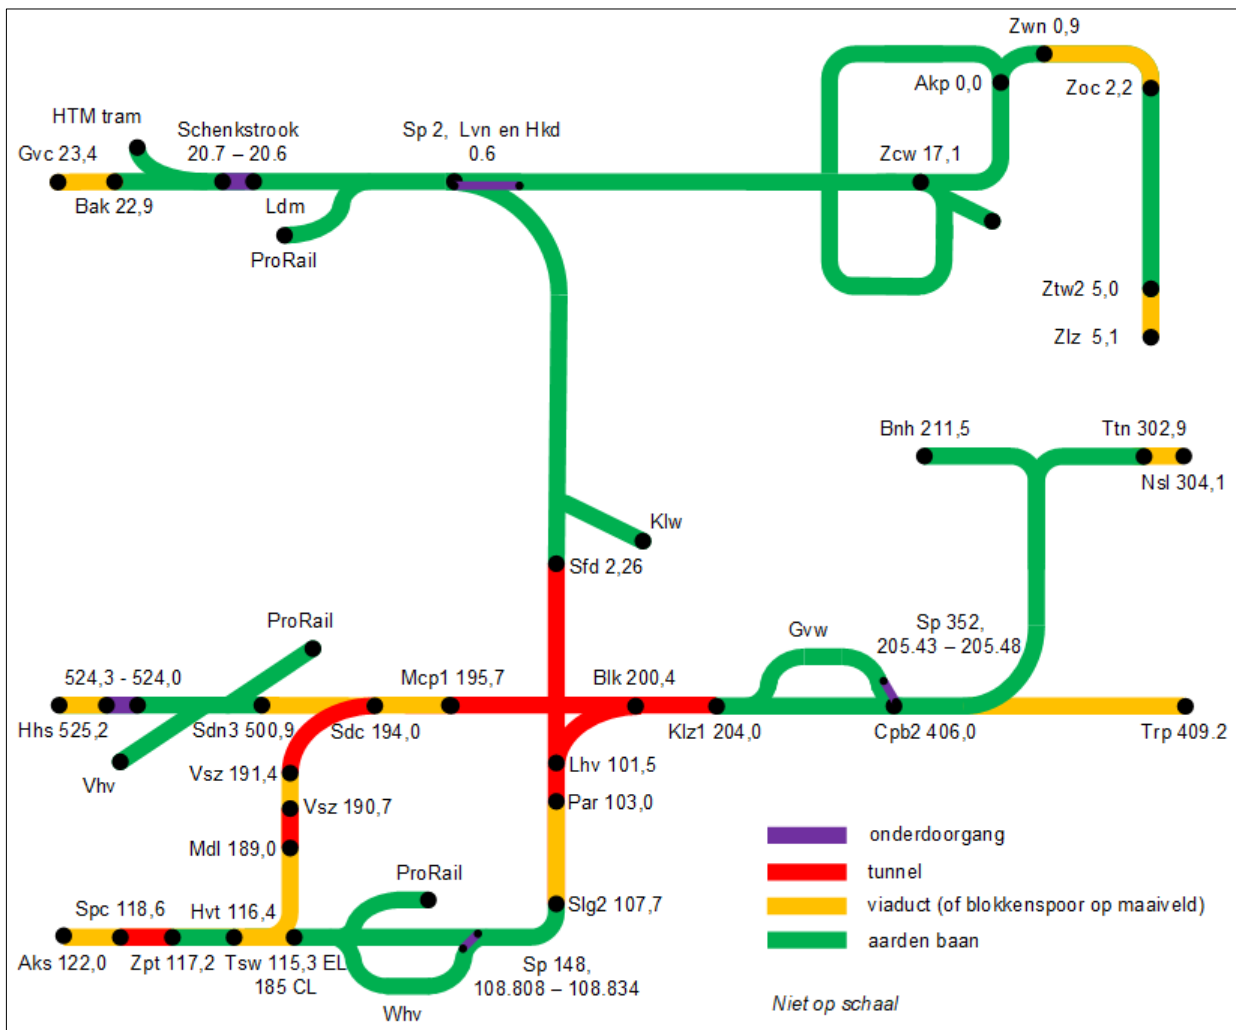 Zwn 0,9
Akp 0,0
Zoc 2,2
HTM tram
Schenkstrook
20.7 – 20.6
Sp 2, Lvn en Hkd
0.6
Gvc 23,4
Zcw 17,1
Bak 22,9
Ldm
ProRail
Ztw2 5,0
Zlz 5,1
Bnh 211,5
Ttn 302,9
Nsl 304,1
Klw
Sfd 2,26
ProRail
Gvw
Sp 352,
205.43 – 205.48
524,3 - 524,0
Mcp1 195,7
Blk 200,4
Hhs 525,2
Sdn3 500,9
Sdc 194,0
Klz1 204,0
Cpb2 406,0
Trp 409.2
Vhv
Vsz 191,4
Lhv 101,5
Vsz 190,7
Par 103,0
Mdl 189,0
onderdoorgang
tunnel
viaduct (of blokkenspoor op maaiveld)
aarden baan
ProRail
Spc 118,6
Hvt 116,4
Slg2 107,7
Aks 122,0
Zpt 117,2
Tsw 115,3 EL
185 CL
Sp 148,
108.808 – 108.834
Whv
Niet op schaal